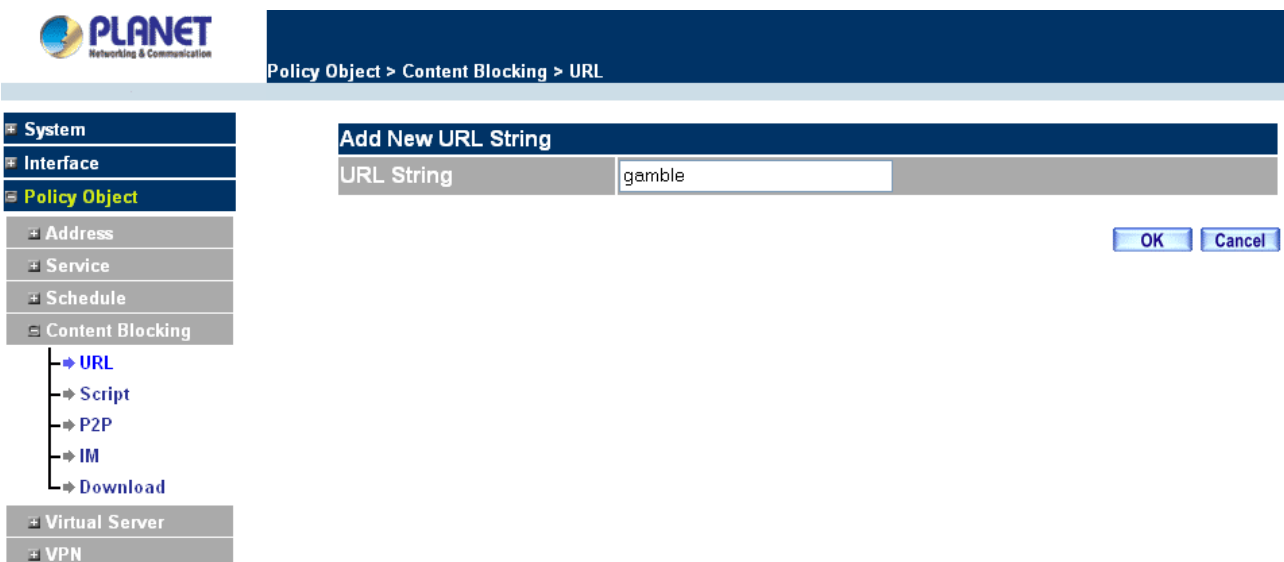 PLANET
Networking & Communication
Policy Object > Content Blocking > URL
System
Interface
Policy Object
Address
Service
Schedule
Content Blocking
URL
Script
P2P
IM
Download
Virtual Server
VPN
Add New URL String
URL String gamble
OK Cancel